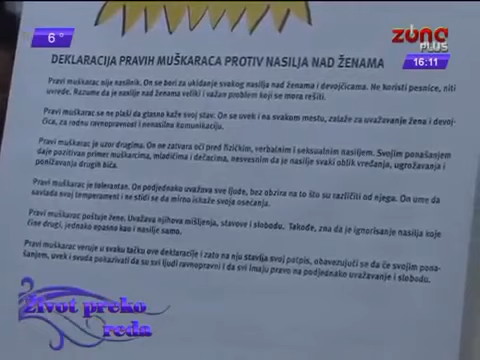 6°
zona
PLUS
16:11
DEKLARACIJA PRAVIH MUŠKARACA PROTIV NASILJA NAD ŽENAMA
Pravi muškarac nije nasilnik. On se bori za ukidanje svakog nasilja nad ženama i devojčicama. Ne koristi pesnice, niti
uvrede. Razume da je nasilje nad ženama veliki i važan problem koji se mora rešiti.
Pravi muškarac se ne plaši da glasno kaže svoj stav. On se uvek i na svakom mestu, zalaže za uvažavanje žena i devoj-
čica, za rodnu ravnopravnost i nenasilnu komunikaciju.
Pravi muškarac je uzor drugima. On ne zatvara oči pred fizičkim, verbalnim i seksualnim nasiljem. Svojim ponašanjem
daje pozitivan primer muškarcima, mladićima i dečacima, nesvesnim da je nasilje svaki oblik vređanja, ugrožavanja i
ponižavanja drugih bića.
Pravi muškarac je tolerantan. On podjednako uvažava sve ljude, bez obzira na to što su različiti od njega. On ume da
savlada svoj temperament i ne stidi se da mirno iskaže svoja osećanja.
Pravi muškarac poštuje žene. Uvažava njihova mišljenja, stavove i slobodu. Takođe, zna da je ignorisanje nasilja koje
čine drugi, jednako opasno kao i nasilje samo.
Pravi muškarac veruje u svaku tačku ove deklaracije i zato na nju stavlja svoj potpis, obavezujući se da će svojim pona-
šanjem, uvek i svuda pokazivati da su svi ljudi ravnopravni i da svi imaju pravo na podjednako uvažavanje i slobodu.
Život preko
reda